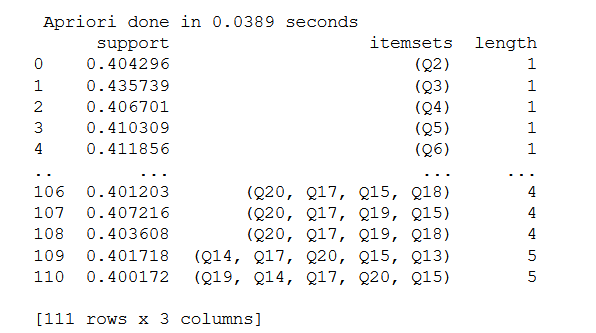 Apriori done in 0.0389 seconds
support itemsets length
0 0.404296 (Q2) 1
1 0.435739 (Q3) 1
2 0.406701 (Q4) 1
3 0.410309 (Q5) 1
4 0.411856 (Q6) 1
.. ... ... ...
106 0.401203 (Q20, Q17, Q15, Q18) 4
107 0.407216 (Q20, Q17, Q19, Q15) 4
108 0.403608 (Q20, Q17, Q19, Q18) 4
109 0.401718 (Q14, Q17, Q20, Q15, Q13) 5
110 0.400172 (Q19, Q14, Q17, Q20, Q15) 5
[111 rows x 3 columns]